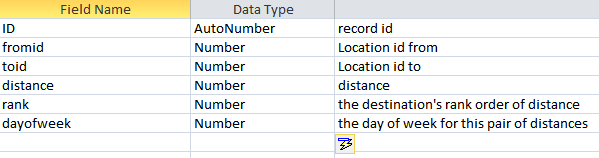 Field Name Data Type
ID AutoNumber record id
fromid Number Location id from
toid Number Location id to
distance Number distance
rank Number the destination's rank order of distance
dayofweek Number the day of week for this pair of distances